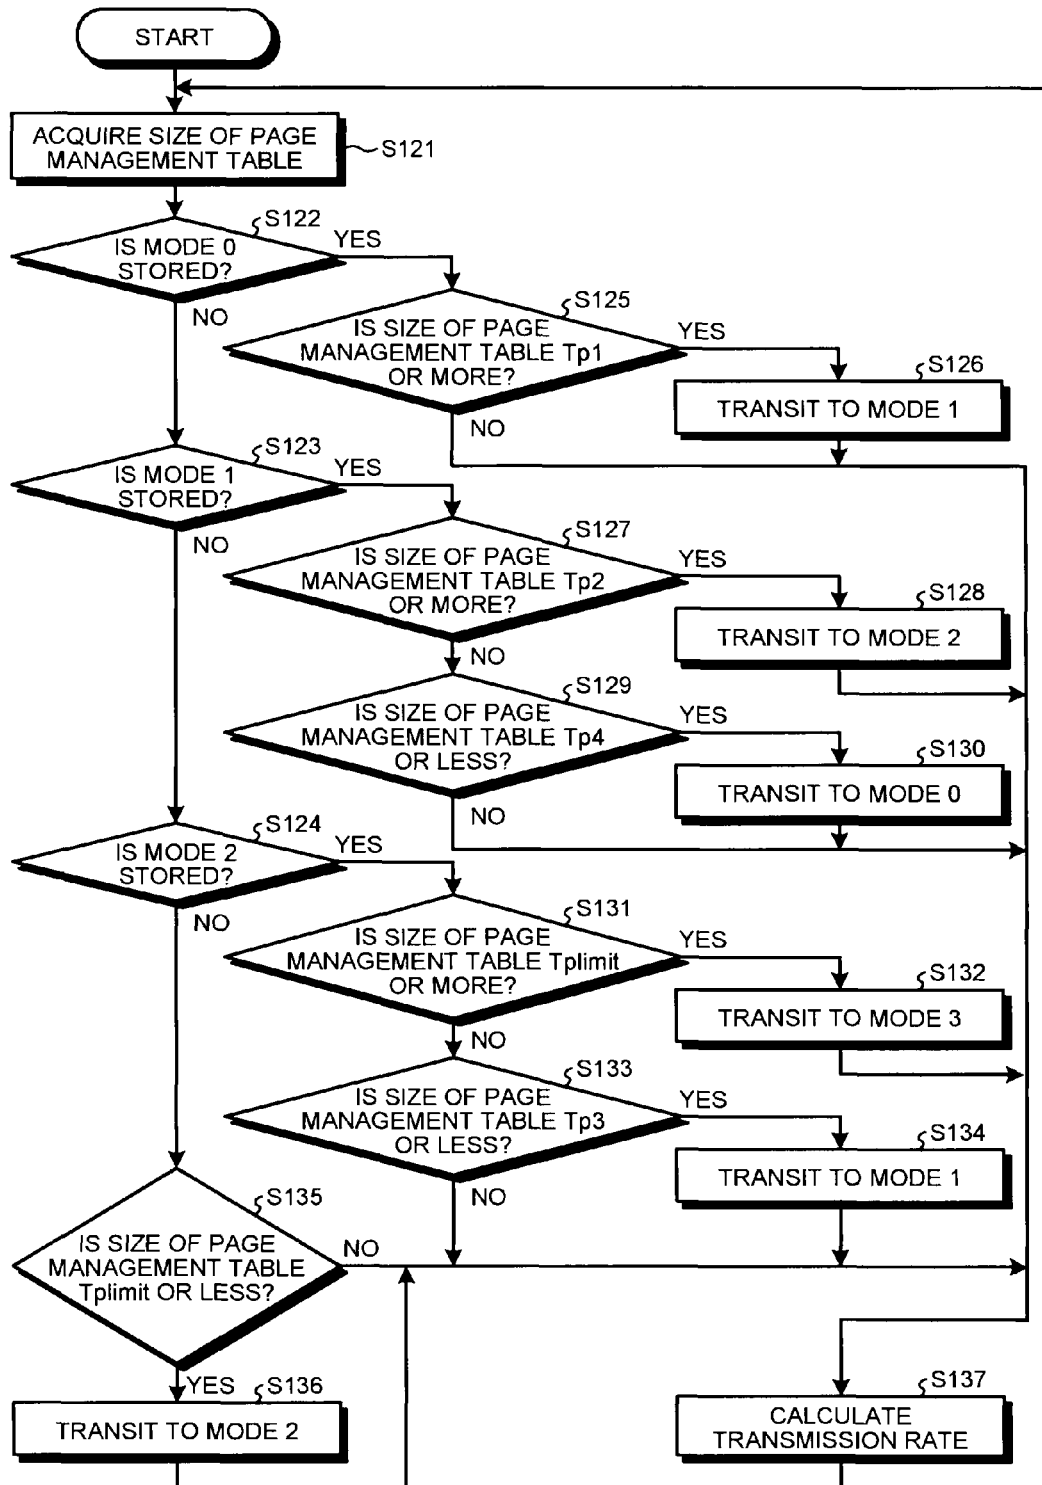 START
ACQUIRE SIZE OF PAGE
MANAGEMENT TABLE
S121
S122
IS MODE 0
STORED?
YES
NO
S125
IS SIZE OF PAGE
MANAGEMENT TABLE Tp1
OR MORE?
YES
NO
S126
TRANSIT TO MODE 1
S123
IS MODE 1
STORED?
YES
NO
S127
IS SIZE OF PAGE
MANAGEMENT TABLE Tp2
OR MORE?
YES
NO
S128
TRANSIT TO MODE 2
S129
IS SIZE OF PAGE
MANAGEMENT TABLE Tp4
OR LESS?
YES
NO
S130
TRANSIT TO MODE 0
S124
IS MODE 2
STORED?
YES
NO
S131
IS SIZE OF PAGE
MANAGEMENT TABLE Tplimit
OR MORE?
YES
NO
S132
TRANSIT TO MODE 3
S133
IS SIZE OF PAGE
MANAGEMENT TABLE Tp3
OR LESS?
YES
NO
S134
TRANSIT TO MODE 1
S135
IS SIZE OF PAGE
MANAGEMENT TABLE
Tplimit OR LESS?
NO
YES
S136
TRANSIT TO MODE 2
S137
CALCULATE
TRANSMISSION RATE